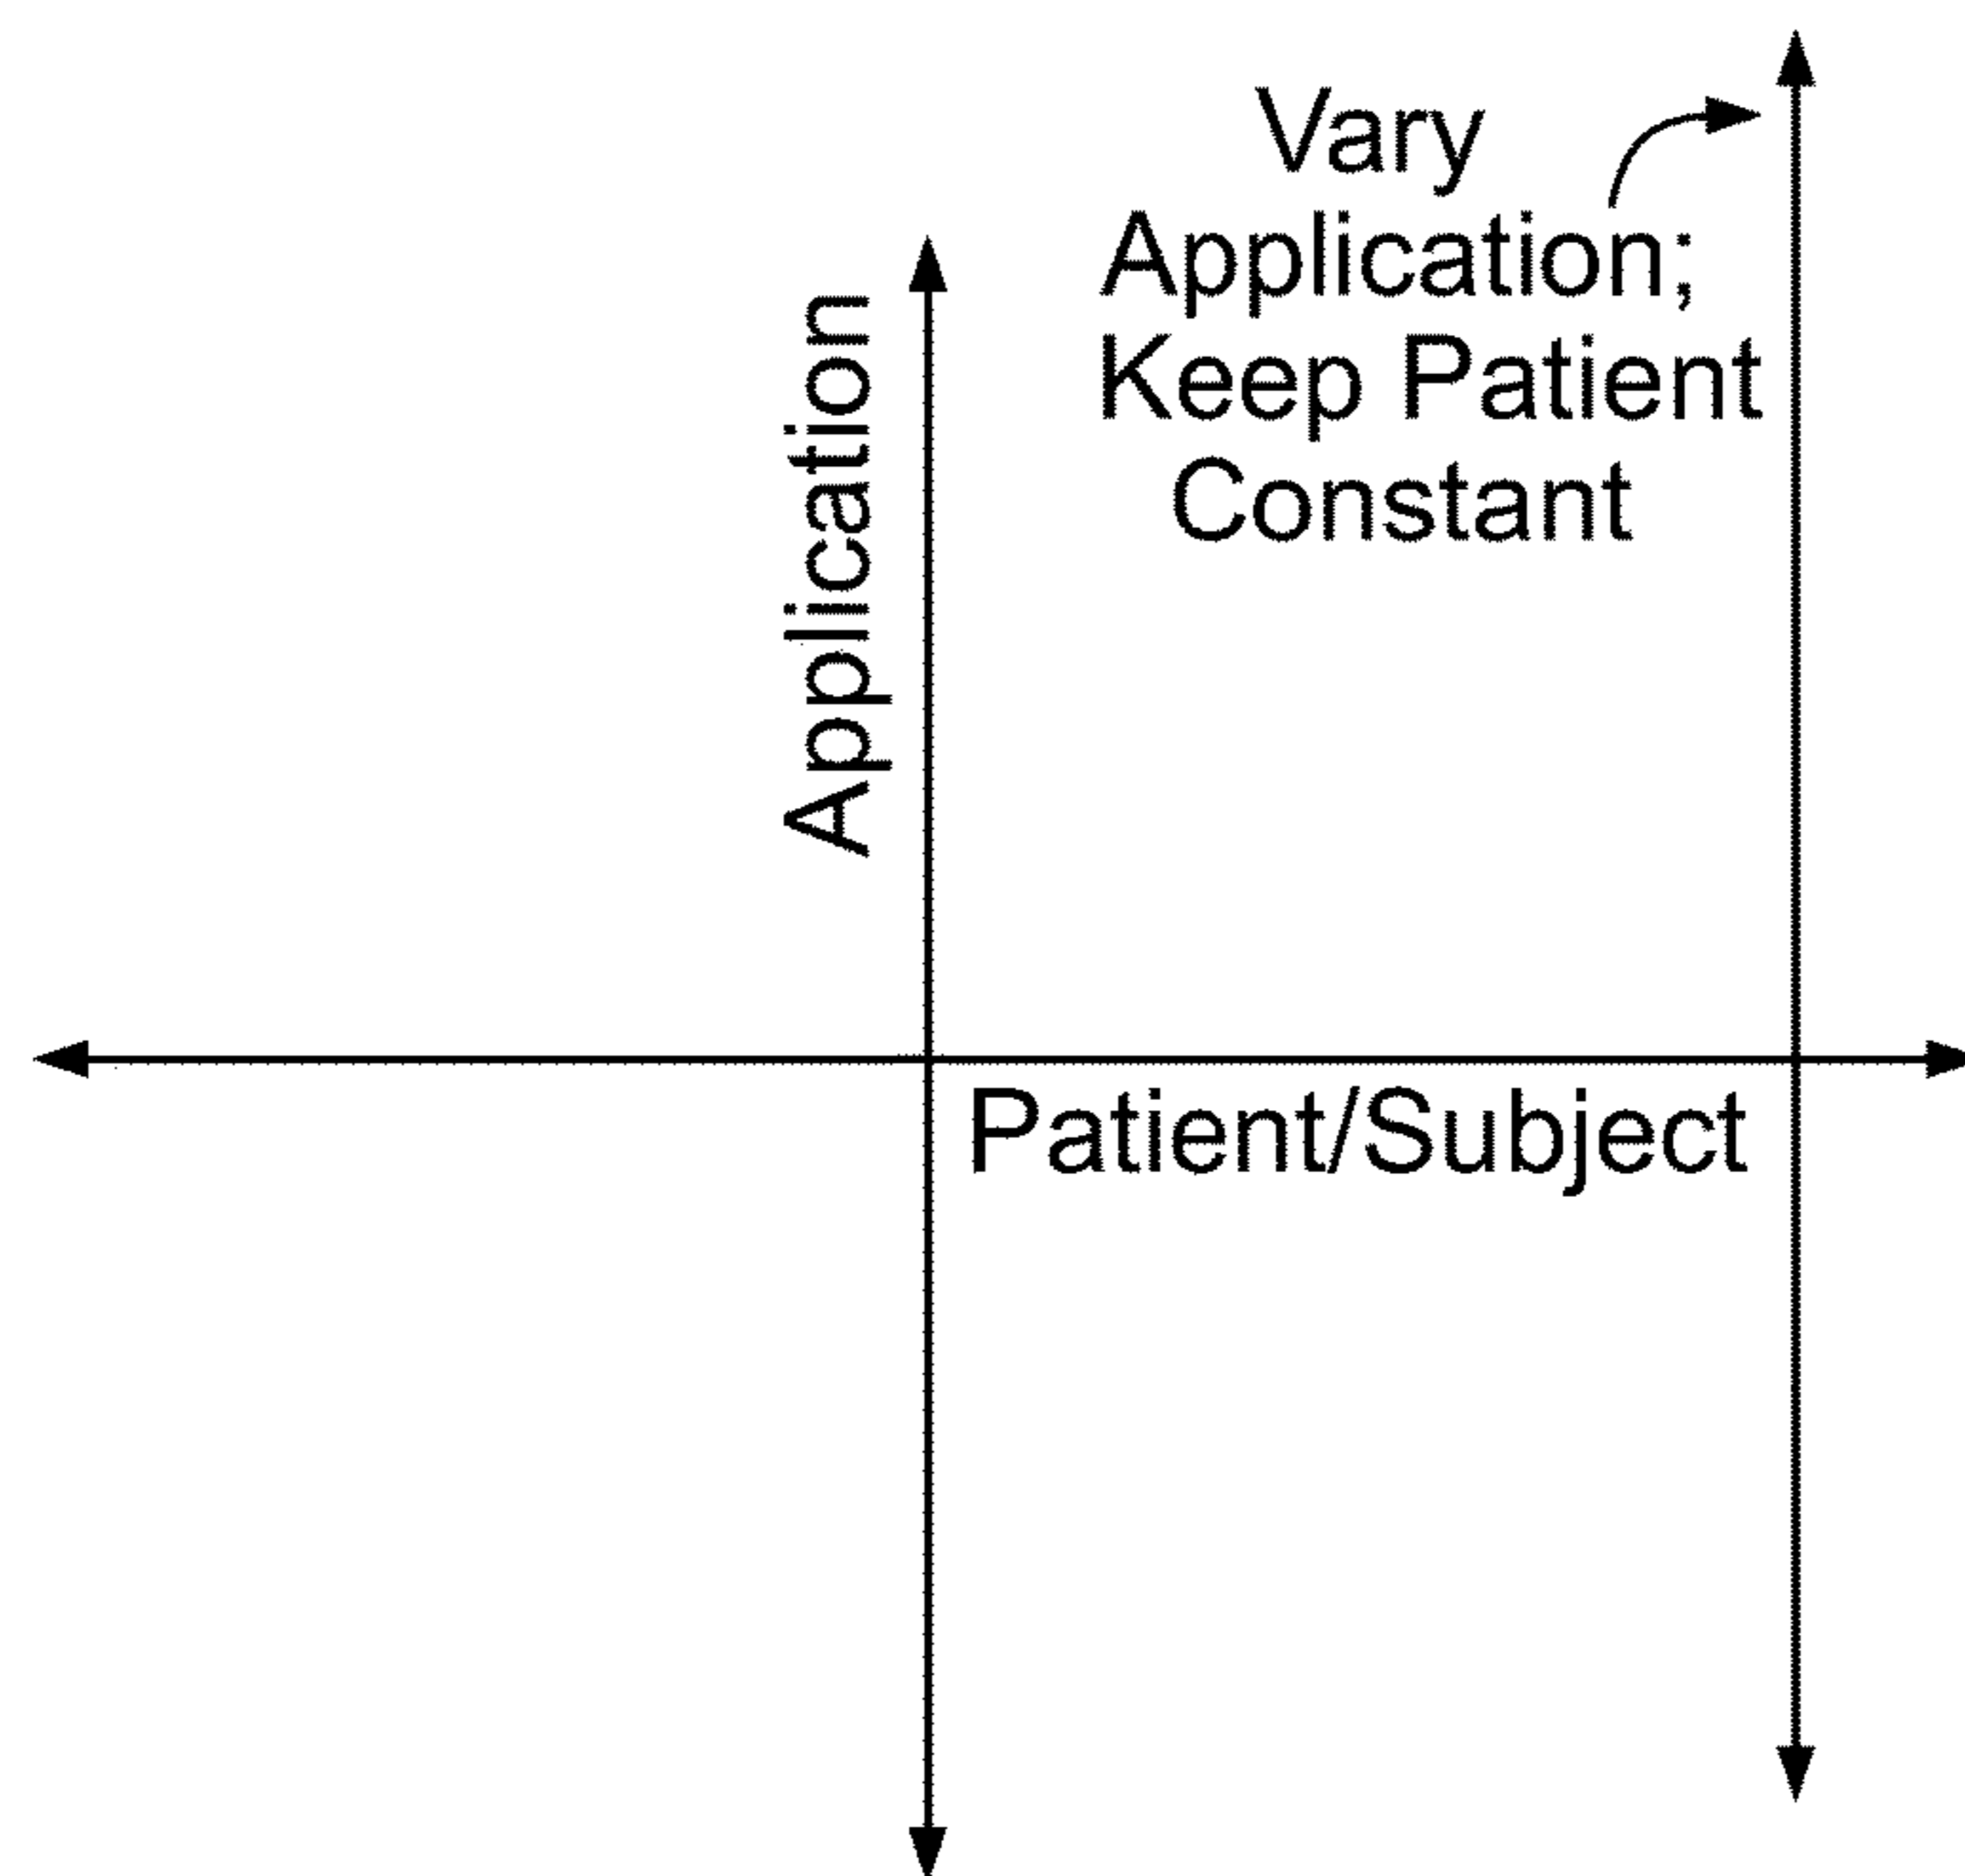 Vary
Application;
Keep Patient
Constant
Application
Patient/Subject